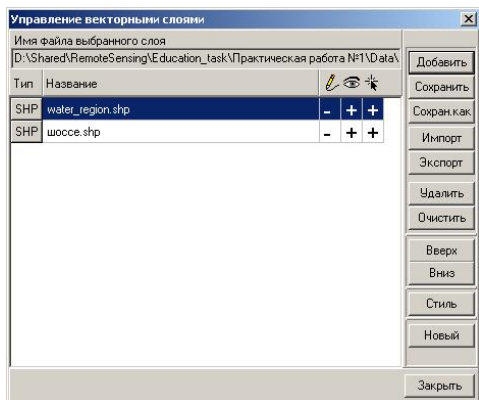 Управление векторными слоями
Имя файла выбранного слоя
D:\Shared\RemoteSensing\Education_task\Практическая работа №1\Data\
Тип Название
SHP water_region.shp - + +
SHP шоссе.shp - + +
Добавить
Сохранить
Сохран.как
Импорт
Экспорт
Удалить
Очистить
Вверх
Вниз
Стиль
Новый
Закрыть